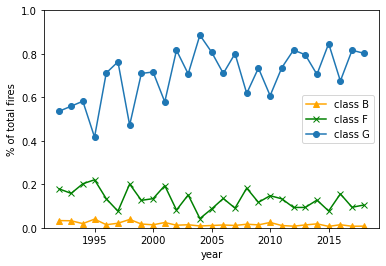 1.0
0.8
0.6
0.4
0.2
0.0
% of total fires
class B
class F
class G
1995
2000
2005
2010
2015
year